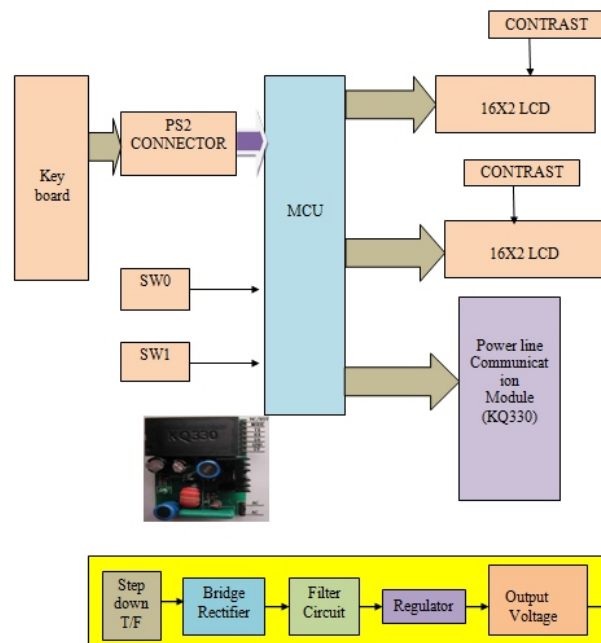 CONTRAST
16X2 LCD
PS2
CONNECTOR
Key
board
MCU
CONTRAST
16X2 LCD
SW0
SW1
Power line
Communicat
ion
Module
(KQ330)
KQ330
Step
down
T/F
Bridge
Rectifier
Filter
Circuit
Regulator
Output
Voltage